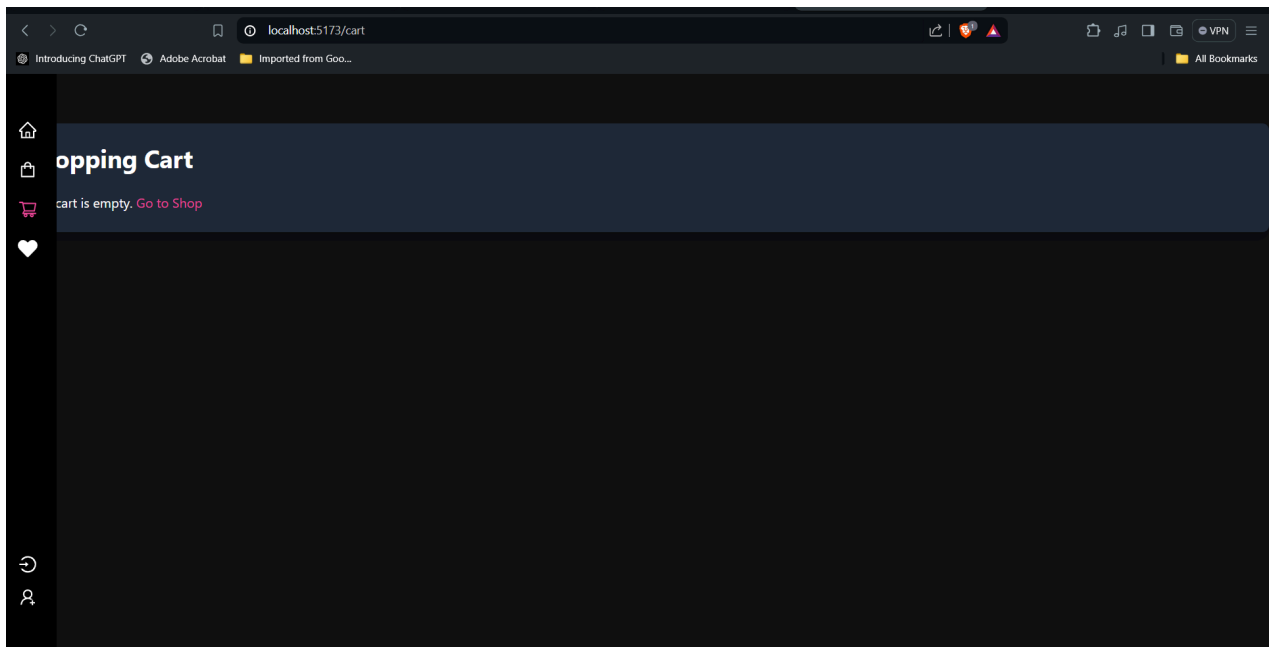 localhost:5173/cart
1
VPN
Introducing ChatGPT
Adobe Acrobat
Imported from Goo...
All Bookmarks
opping Cart
cart is empty. Go to Shop